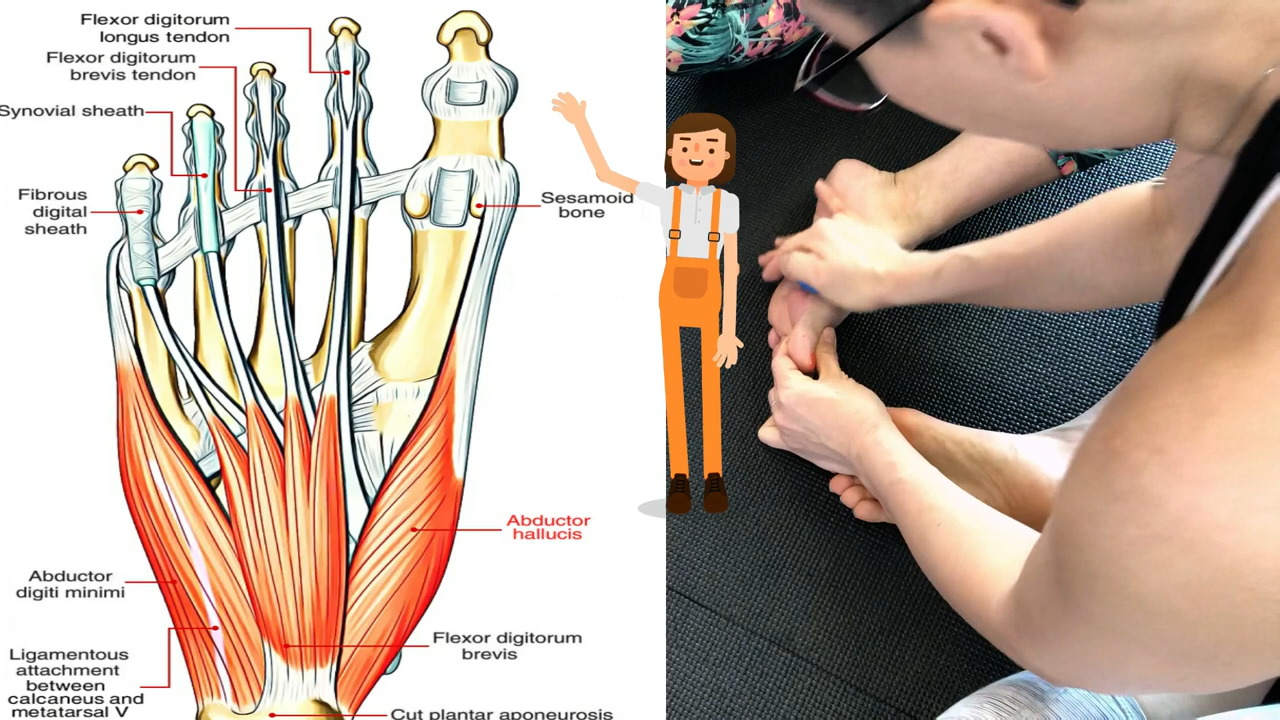 Flexor digitorum
longus tendon
Flexor digitorum
brevis tendon
Synovial sheath
Fibrous
digital
sheath
Sesamoid
bone
Abductor
hallucis
Abductor
digiti minimi
Flexor digitorum
brevis
Ligamentous
attachment
between
calcaneus and
metatarsal V
Cut plantar aponeurosis